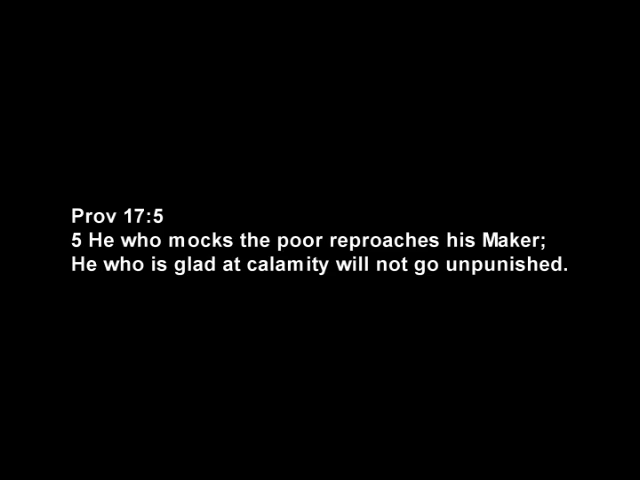 Prov 17:5
5 He who mocks the poor reproaches his Maker;
He who is glad at calamity will not go unpunished.